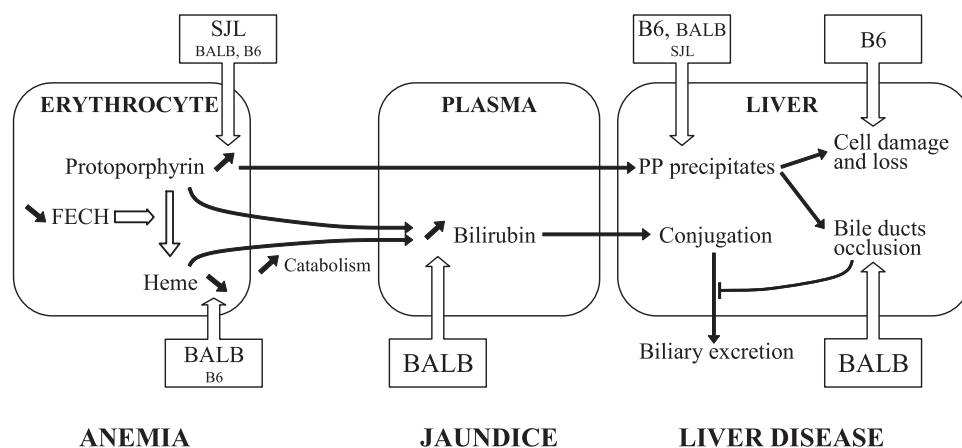 SJL
BALB, B6
B6, BALB
SJL
B6
ERYTHROCYTE
PLASMA
LIVER
Protoporphyrin
PP precipitates
Cell damage
and loss
FECH
Bilirubin
Conjugation
Bile ducts
occlusion
Heme
Catabolism
BALB
B6
BALB
Biliary excretion
BALB
ANEMIA
JAUNDICE
LIVER DISEASE